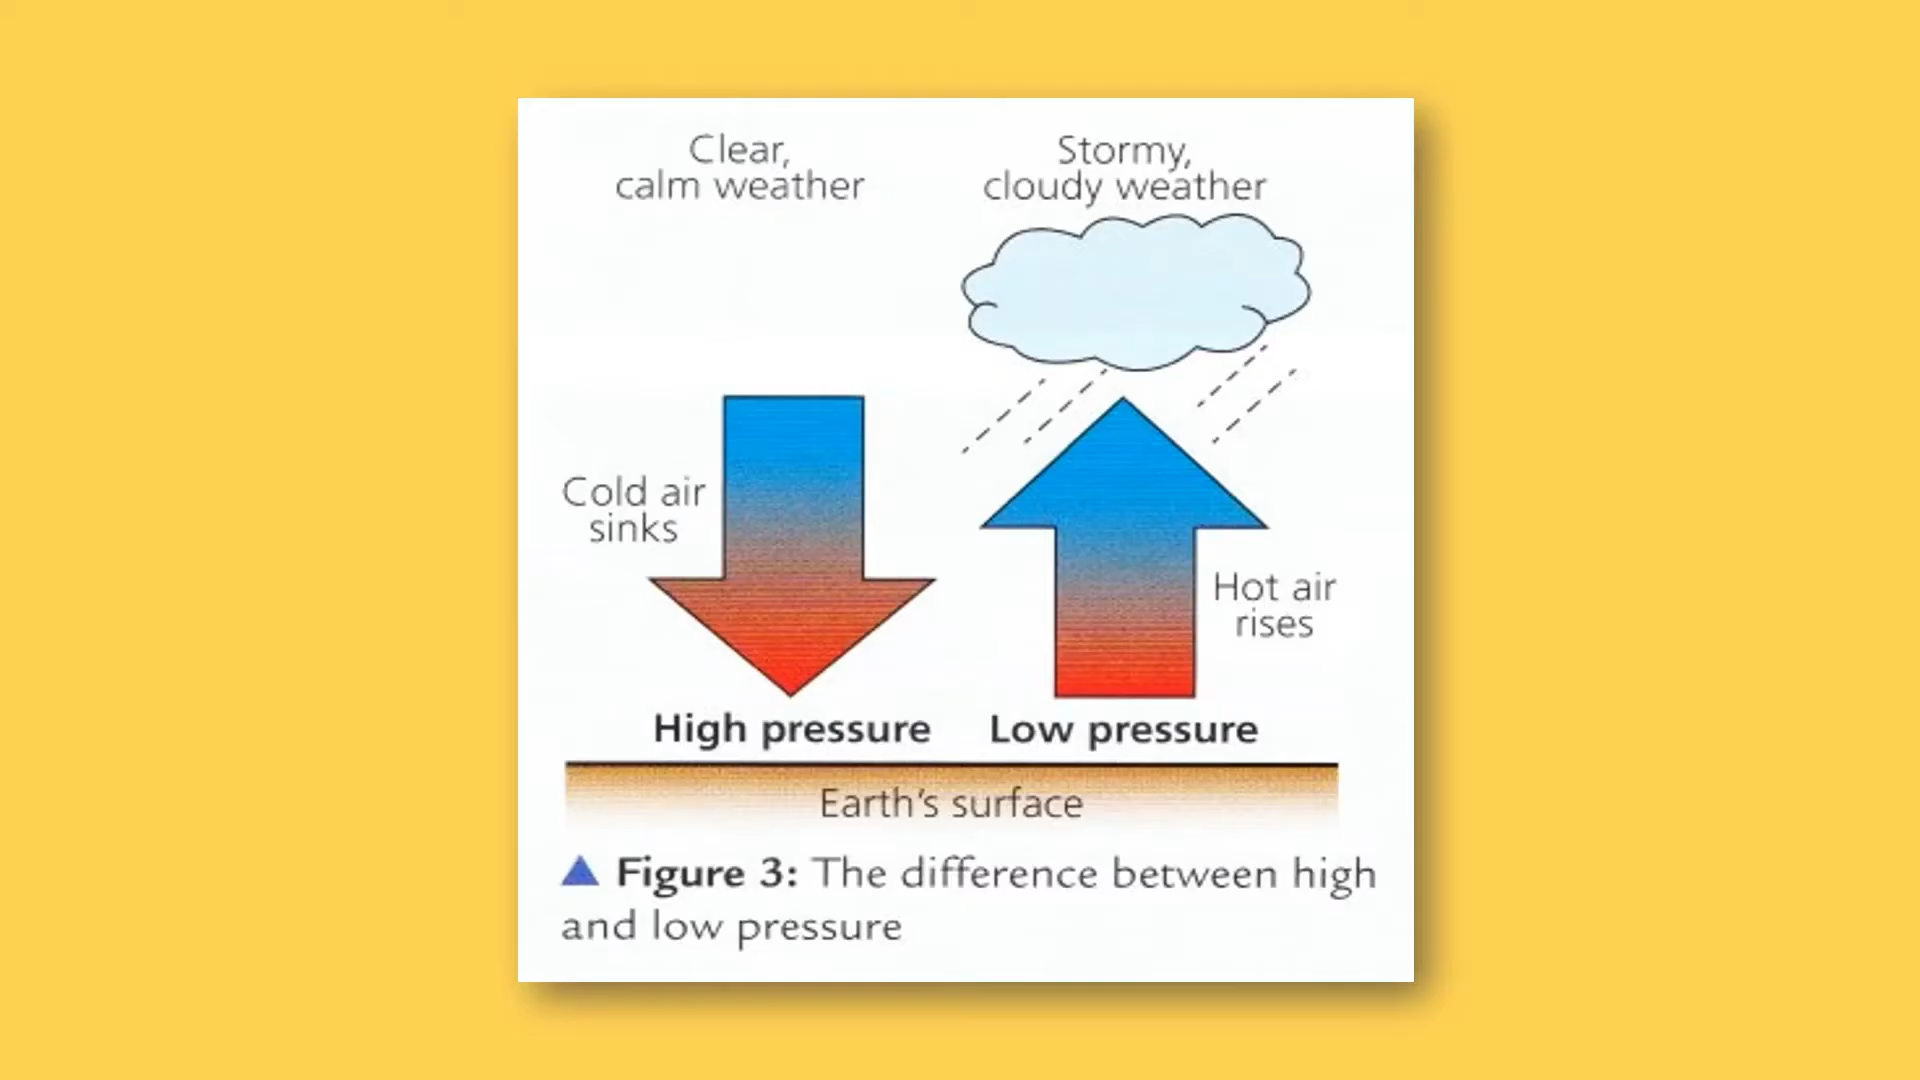 Clear,
calm weather
Stormy,
cloudy weather
Cold air
sinks
Hot air
rises
High pressure
Low pressure
Earth's surface
▲ Figure 3: The difference between high
and low pressure